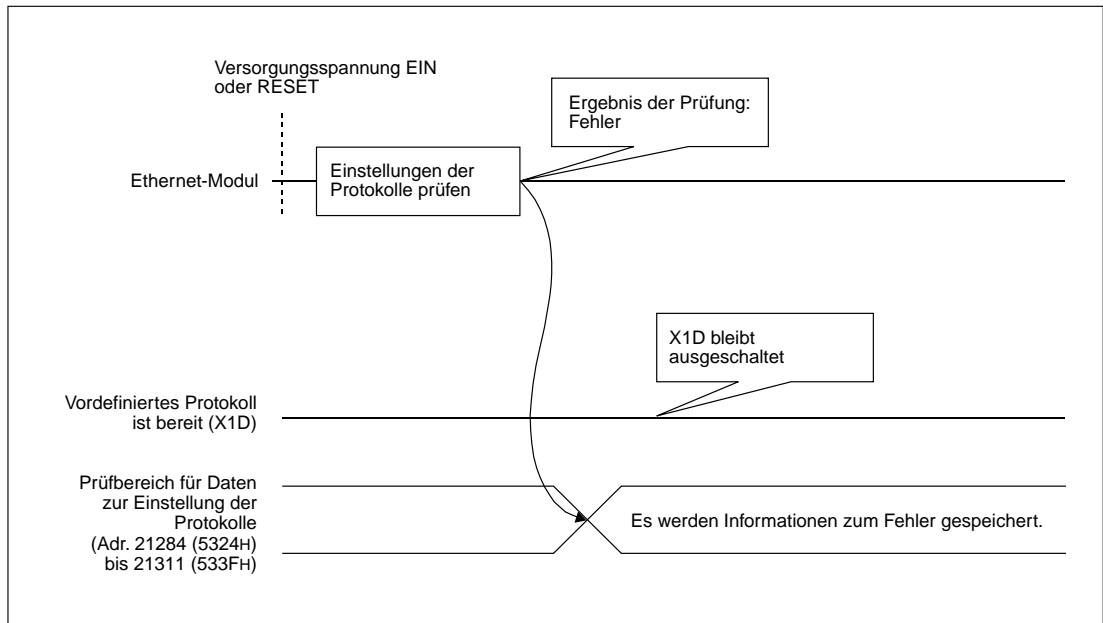 Versorgungsspannung EIN
oder RESET
Ergebnis der Prüfung:
Fehler
Ethernet-Modul
Einstellungen der
Protokolle prüfen
X1D bleibt
ausgeschaltet
Vordefiniertes Protokoll
ist bereit (X1D)
Prüfbereich für Daten
zur Einstellung der
Protokolle
(Adr. 21284 (5324H)
bis 21311 (533FH)
Es werden Informationen zum Fehler gespeichert.